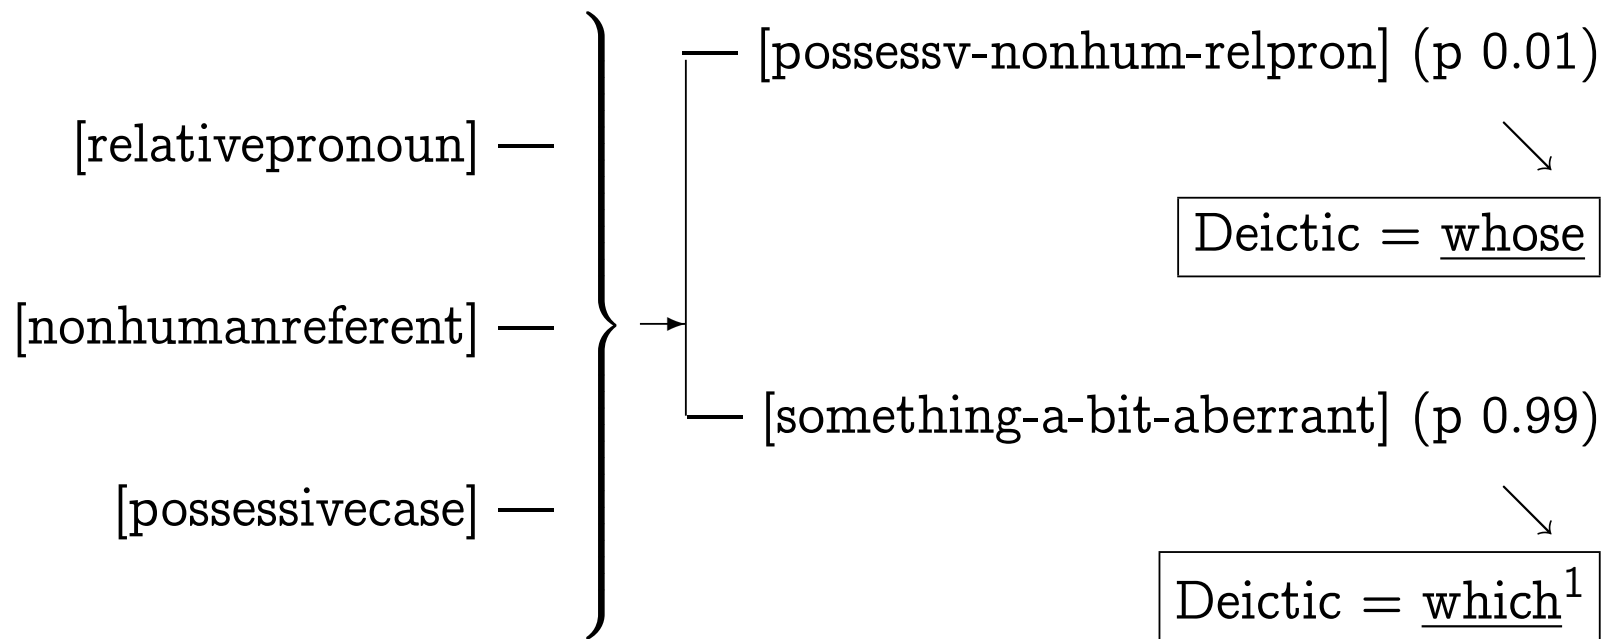 [possessv-nonhum-relpron] (p 0.01)
[relativepronoun]
Deictic = whose
[nonhumanreferent]
[something-a-bit-aberrant] (p 0.99)
[possessivecase]
Deictic = which¹